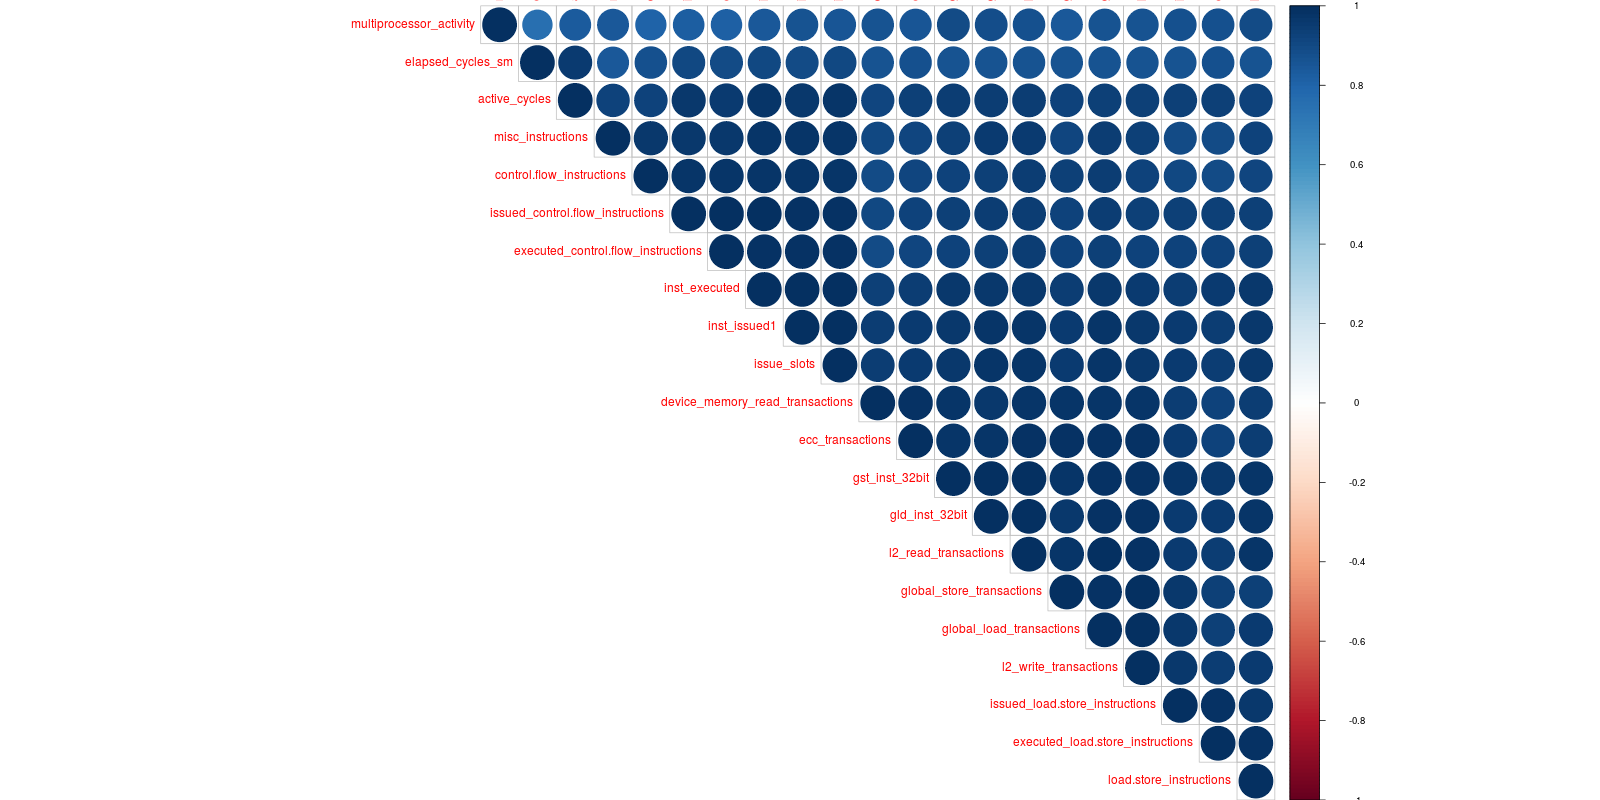 multiprocessor_activity
elapsed_cycles_sm
active_cycles
misc_instructions
control.flow_instructions
issued_control.flow_instructions
executed_control.flow_instructions
inst_executed
inst_issued1
issue_slots
device_memory_read_transactions
ecc_transactions
gst_inst_32bit
gld_inst_32bit
l2_read_transactions
global_store_transactions
global_load_transactions
l2_write_transactions
issued_load.store_instructions
executed_load.store_instructions
load.store_instructions
1
0.8
0.6
0.4
0.2
0
-0.2
-0.4
-0.6
-0.8